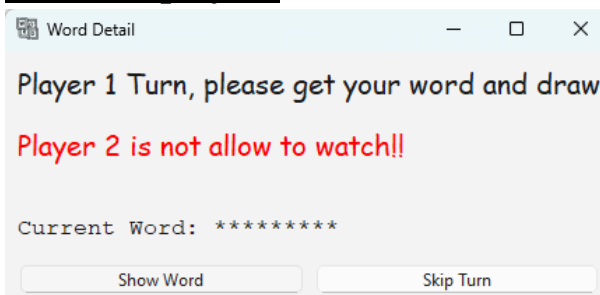 Word Detail
Player 1 Turn, please get your word and draw
Player 2 is not allow to watch!!
Current Word: *********
Show Word Skip Turn